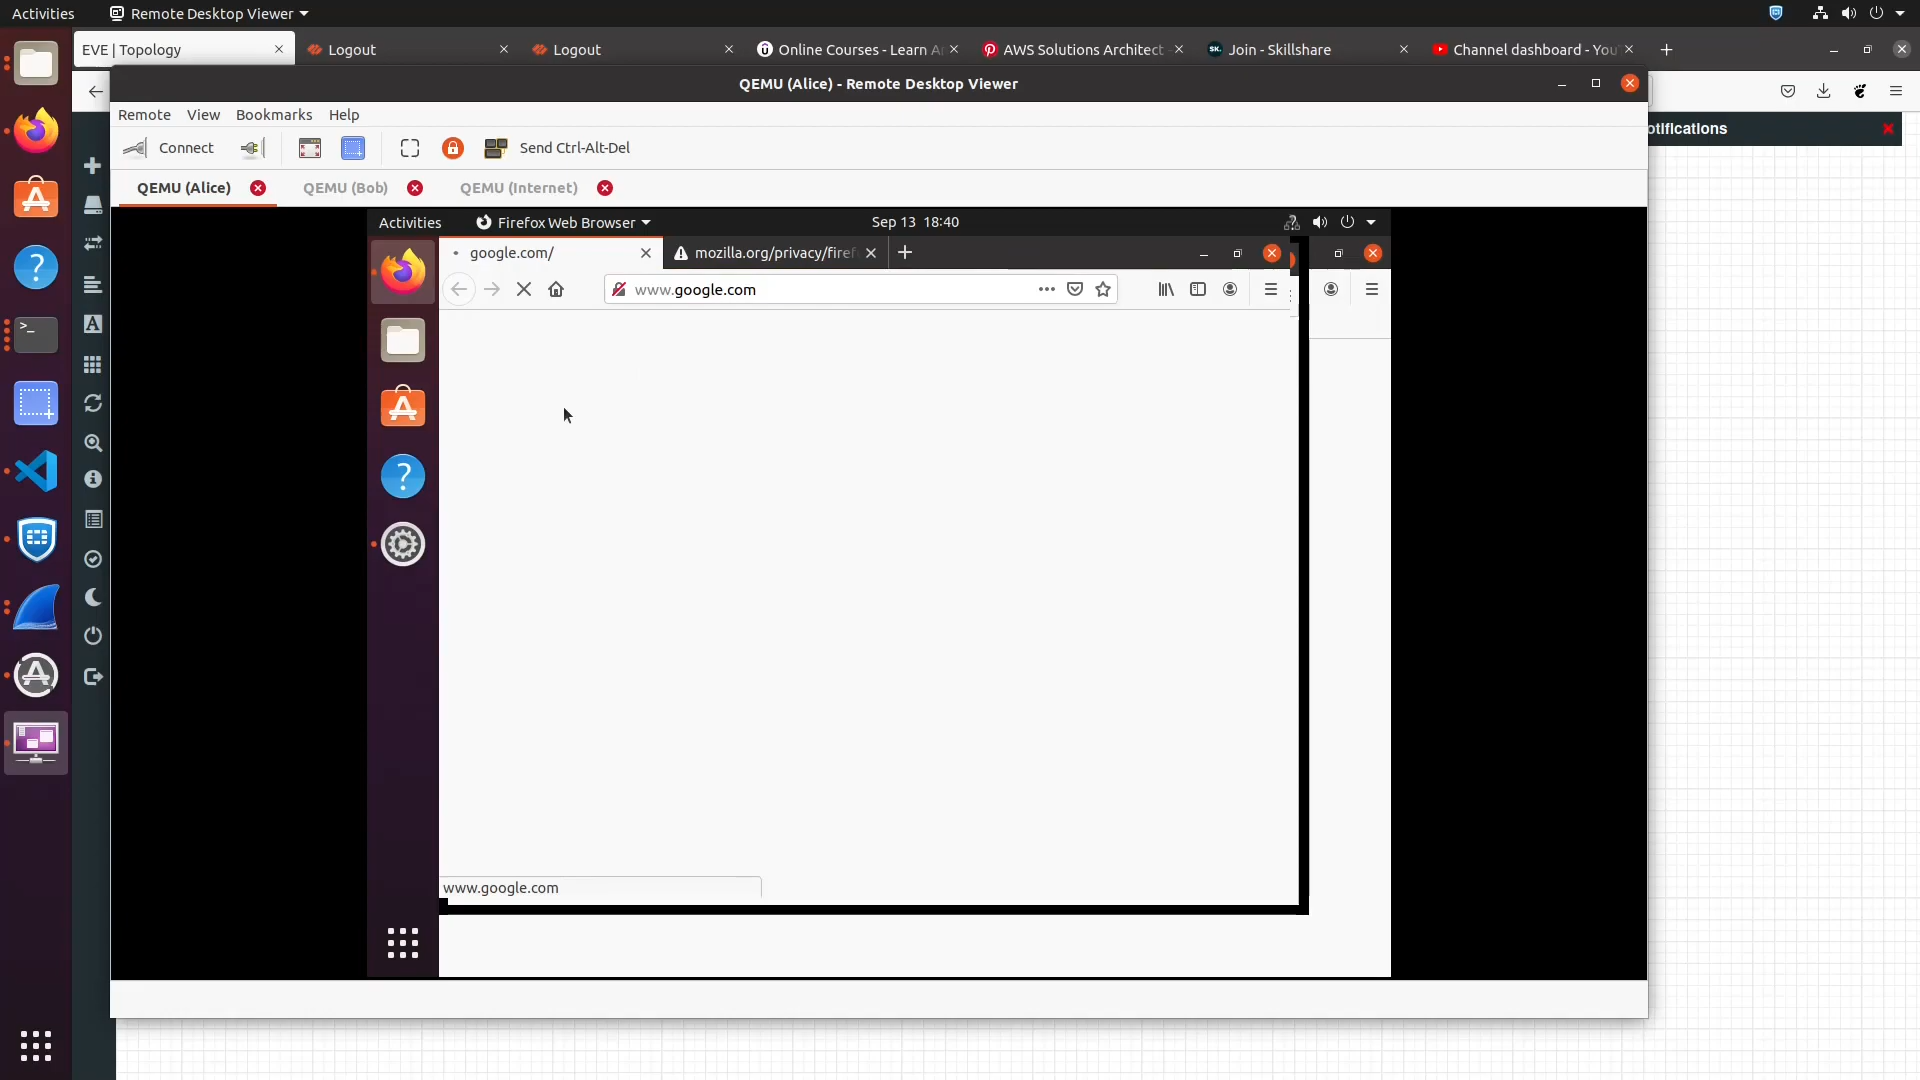 Activities Remote Desktop Viewer
EVE | Topology Logout Logout Online Courses - Learn A AWS Solutions Architect - Join - Skillshare Channel dashboard - You
QEMU (Alice) - Remote Desktop Viewer
Remote View Bookmarks Help
otifications
Connect Send Ctrl-Alt-Del
QEMU (Alice) QEMU (Bob) QEMU (Internet)
Activities Firefox Web Browser Sep 13 18:40
google.com/ mozilla.org/privacy/firef
www.google.com
www.google.com